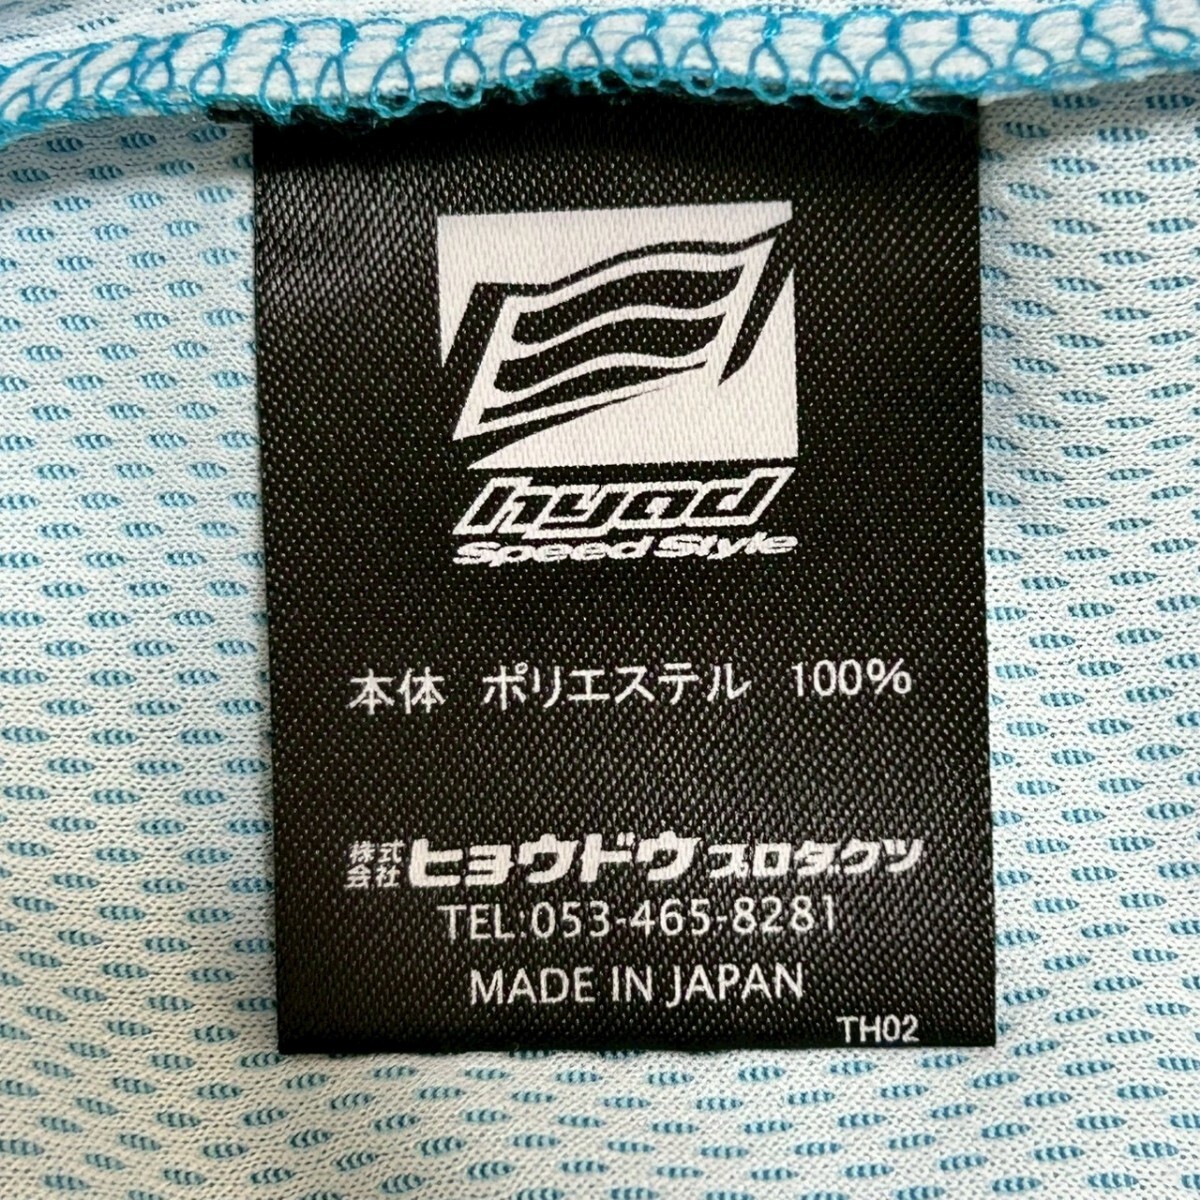 hyod
Speed Style
本体 ポリエステル 100%
株式会社 ヒョウドウプロダクツ
TEL:053-465-8281
MADE IN JAPAN
TH02